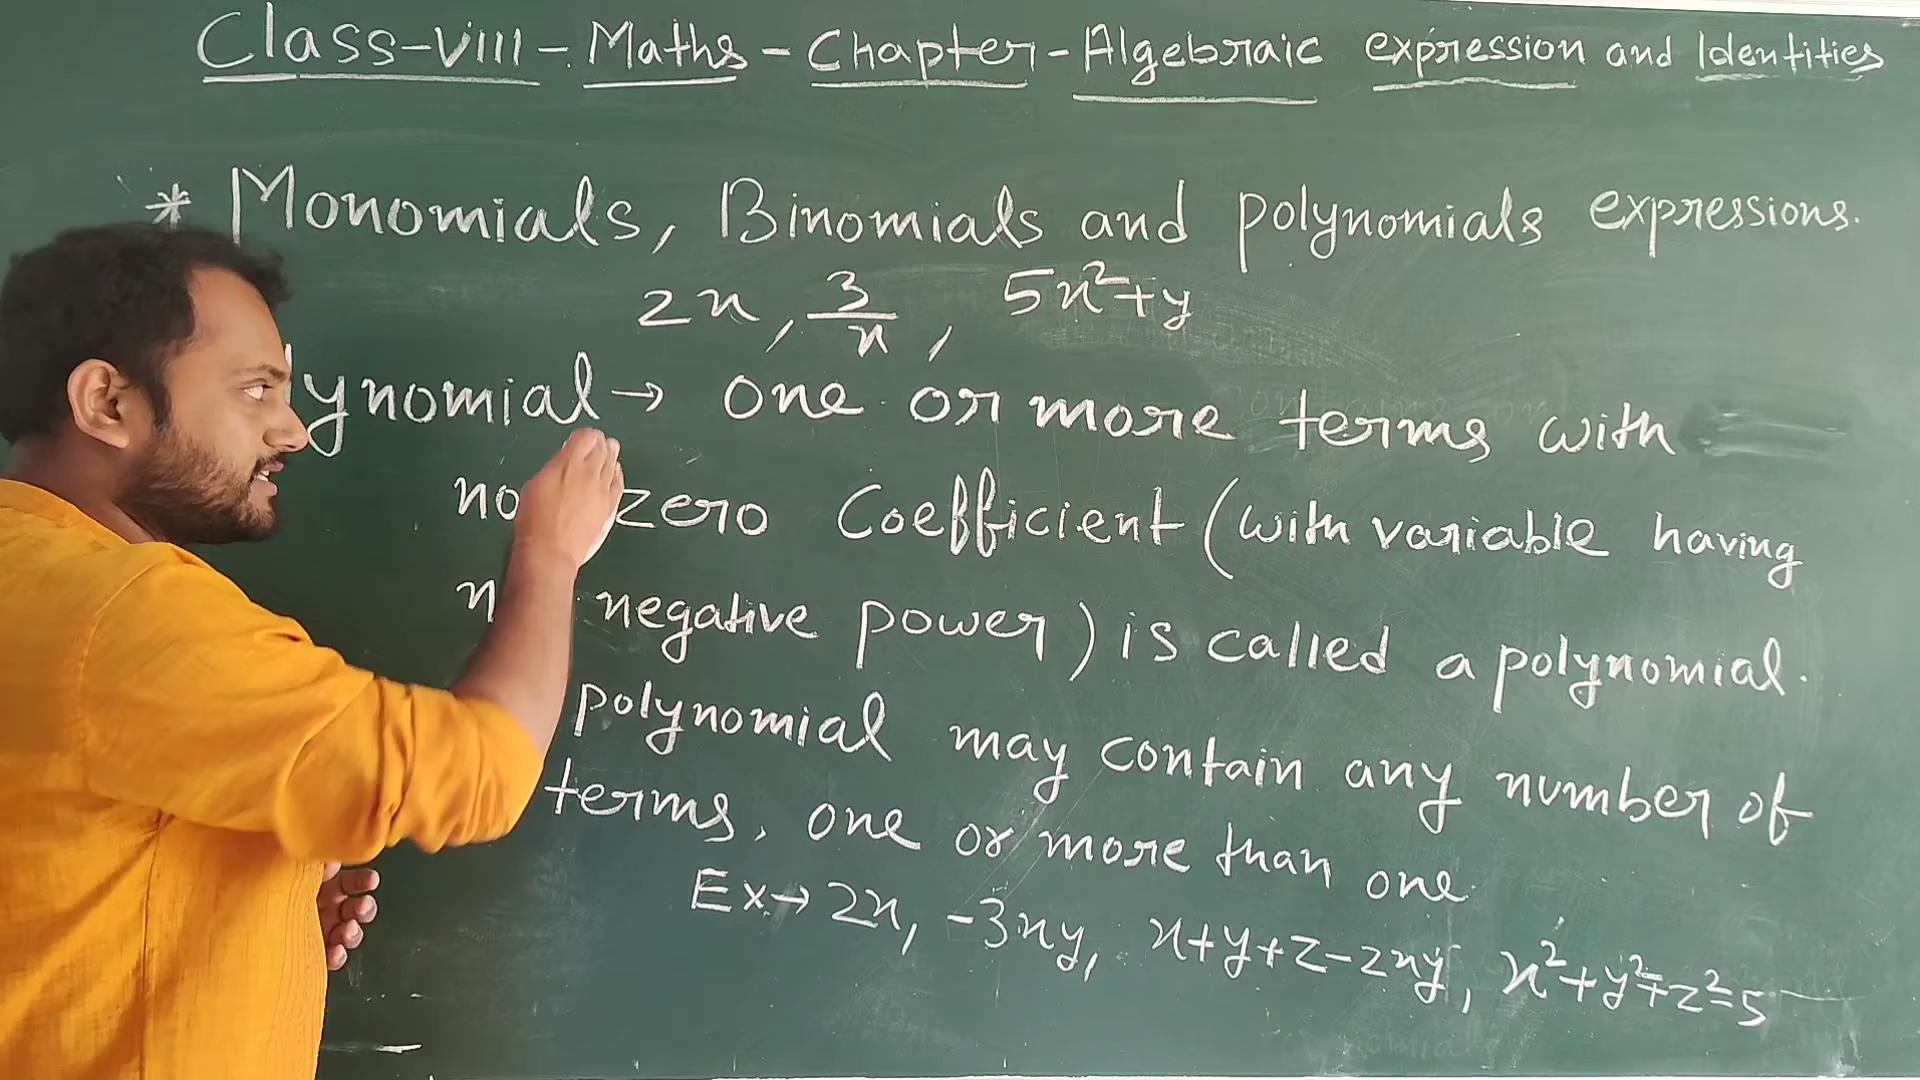 Class-VIII - Maths - Chapter - Algebraic expression and Identities
* Monomials, Binomials and polynomials expressions.
2x, 3/x, 5x²+y
lynomial → one or more terms with
no zero Coefficient (with variable having
negative power) is called a polynomial.
polynomial may contain any number of
terms, one or more than one
Ex→ 2x, -3xy, x+y+z-2xy, x²+y²+z²-5